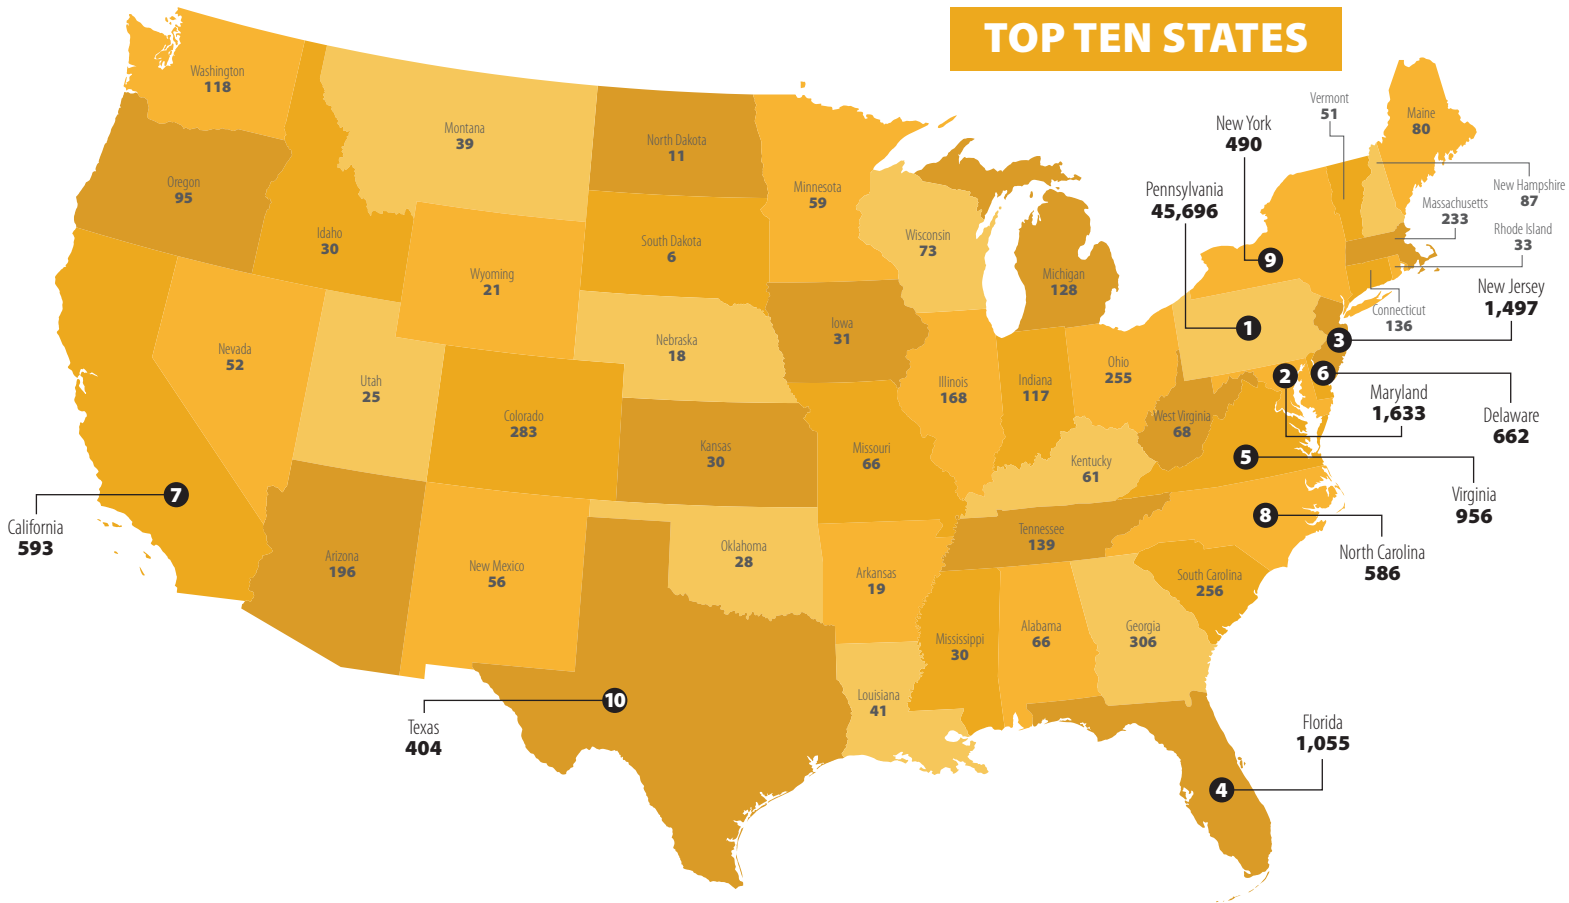 TOP TEN STATES
Washington
118
Montana
39
North Dakota
11
Minnesota
59
Vermont
51
Maine
80
New York
490
Oregon
95
Idaho
30
South Dakota
6
Wisconsin
73
Michigan
128
Pennsylvania
45,696
New Hampshire
87
Massachusetts
233
Rhode Island
33
9
New Jersey
1,497
Wyoming
21
Connecticut
136
Iowa
31
1
3
Nevada
52
Nebraska
18
Utah
25
Colorado
283
Illinois
168
Indiana
117
Ohio
255
2
6
Maryland
1,633
Delaware
662
West Virginia
68
Kansas
30
Missouri
66
Kentucky
61
5
Virginia
956
7
California
593
8
North Carolina
586
Arizona
196
New Mexico
56
Oklahoma
28
Tennessee
139
Arkansas
19
South Carolina
256
Mississippi
30
Alabama
66
Georgia
306
Louisiana
41
10
Texas
404
Florida
1,055
4